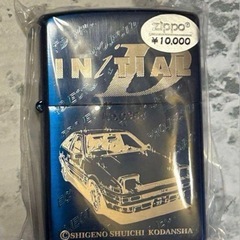 zippo
¥10,000
INITIAL D
©SHIGENO SHUICHI KODANSHA